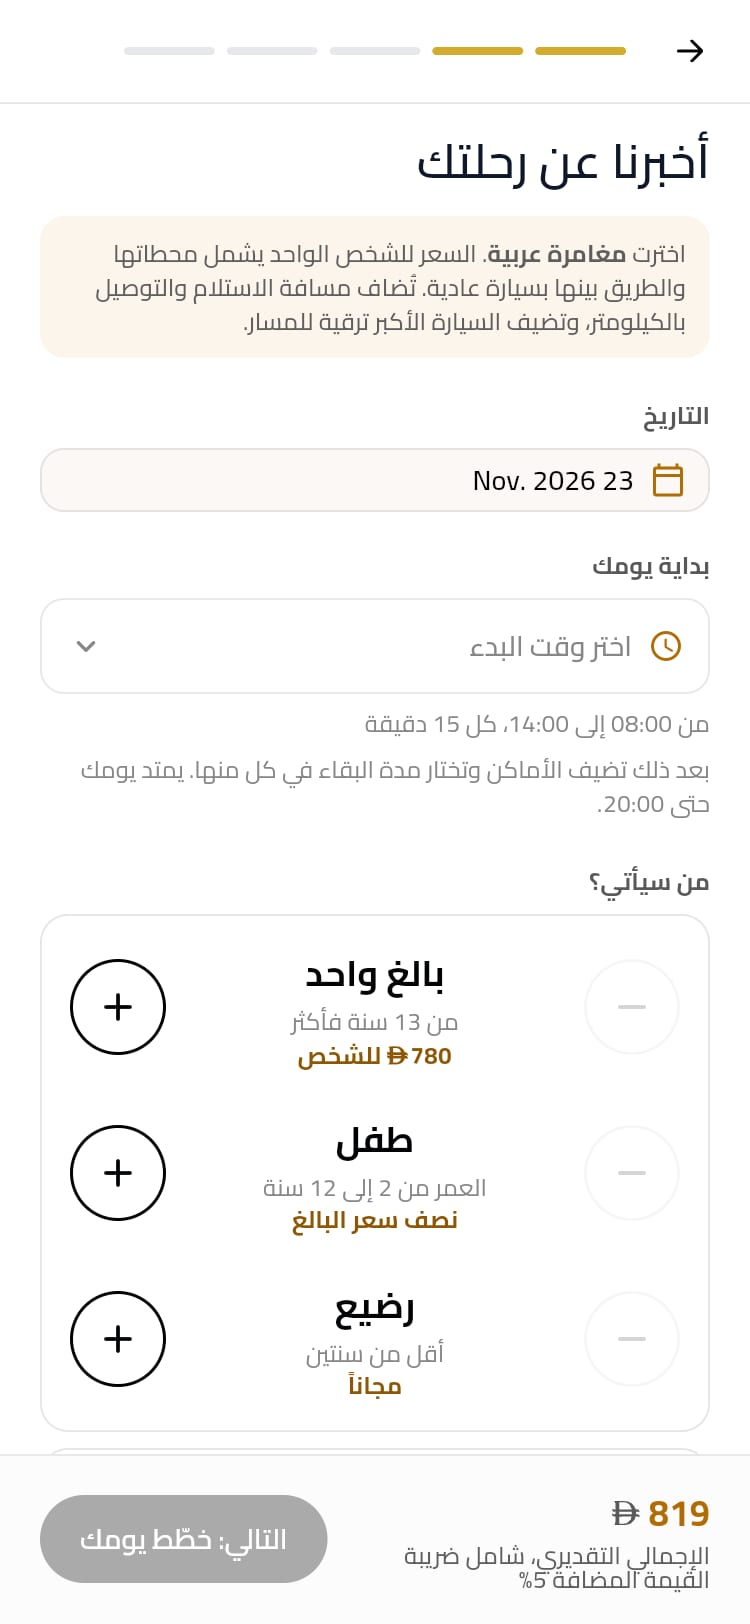 أخبرنا عن رحلتك
اخترت مغامرة عربية. السعر للشخص الواحد يشمل محطاتها
والطريق بينها بسيارة عادية. تُضاف مسافة الاستلام والتوصيل
بالكيلومتر، وتضيف السيارة الأكبر ترقية للمسار.
التاريخ
23 Nov. 2026
بداية يومك
اختر وقت البدء
من 08:00 إلى 14:00، كل 15 دقيقة
بعد ذلك تضيف الأماكن وتختار مدة البقاء في كل منها. يمتد يومك
حتى 20:00.
من سيأتي؟
بالغ واحد
من 13 سنة فأكثر
780 للشخص
طفل
العمر من 2 إلى 12 سنة
نصف سعر البالغ
رضيع
أقل من سنتين
مجاناً
819
الإجمالي التقديري، شامل ضريبة
القيمة المضافة 5%
التالي: خطّط يومك